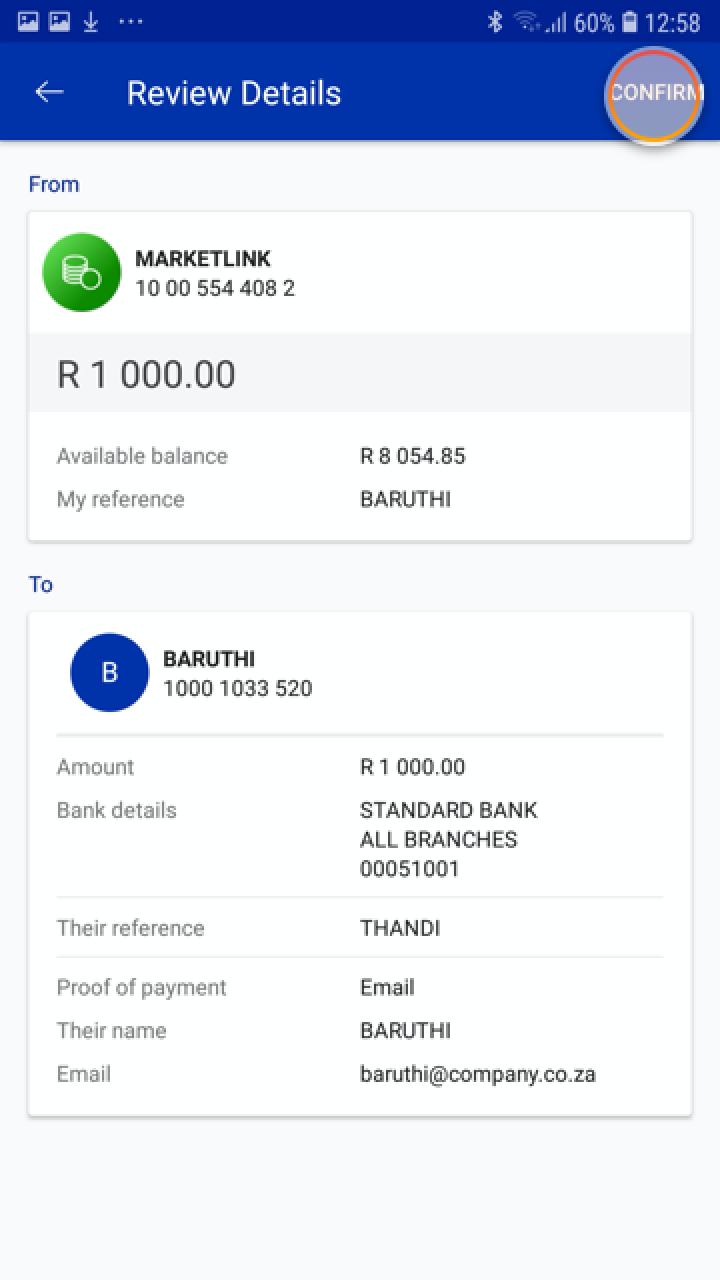 60% 12:58
Review Details CONFIRM
From
MARKETLINK
10 00 554 408 2
R 1 000.00
Available balance R 8 054.85
My reference BARUTHI
To
B BARUTHI
1000 1033 520
Amount R 1 000.00
Bank details STANDARD BANK
ALL BRANCHES
00051001
Their reference THANDI
Proof of payment Email
Their name BARUTHI
Email baruthi@company.co.za